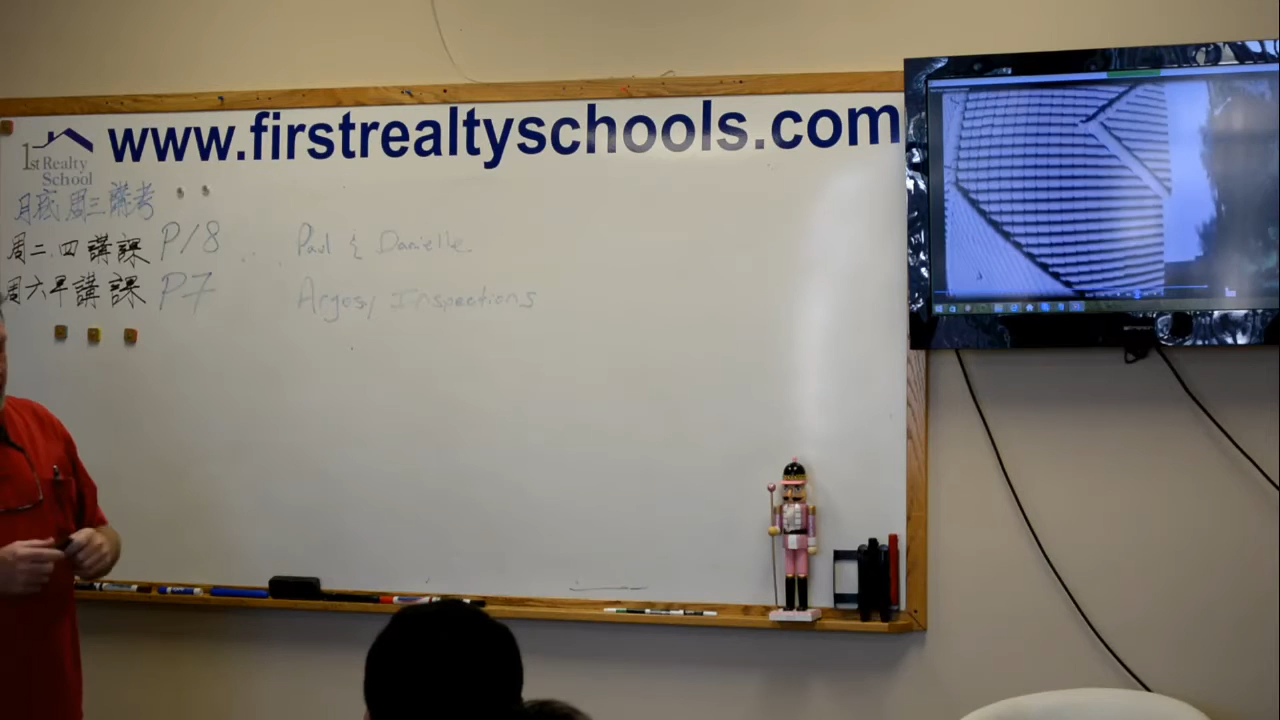 www.firstrealtyschools.com
1st Realty
School
月底周三講考
周二.四講課 P18
周六早講課 P7
Paul & Danielle
Argosy Inspections